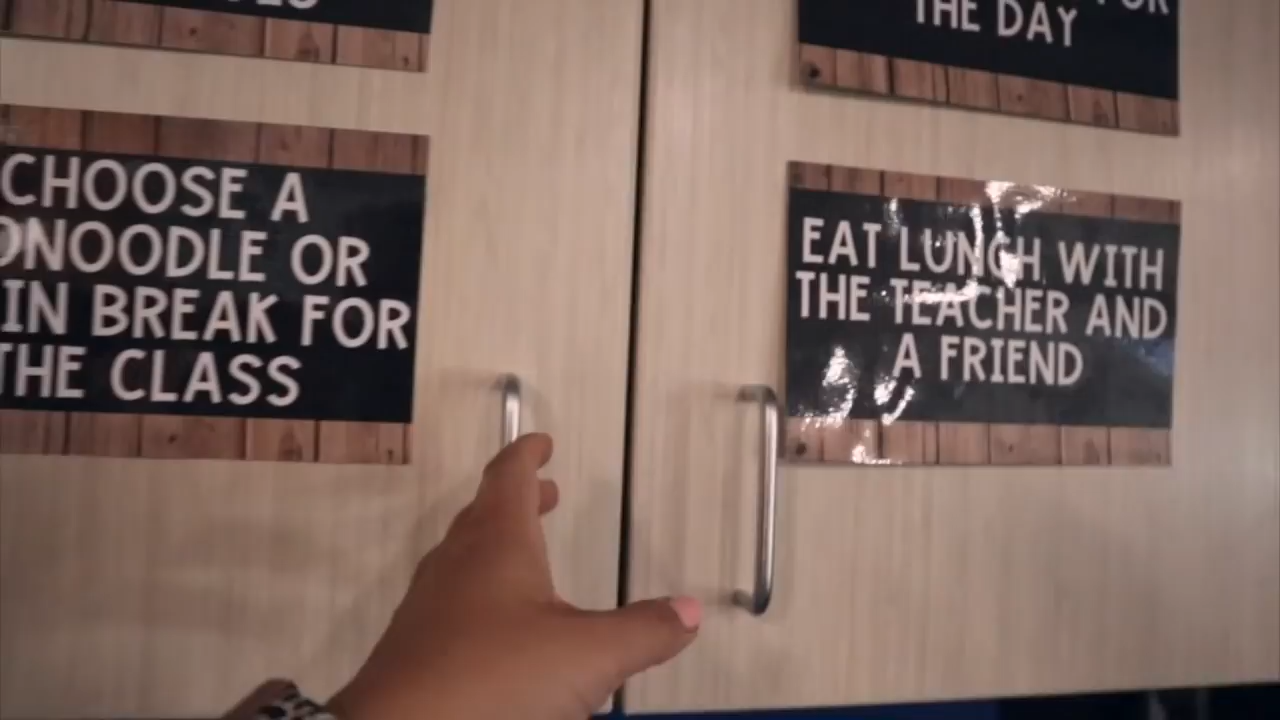 THE DAY
CHOOSE A
NOODLE OR
IN BREAK FOR
THE CLASS
EAT LUNCH WITH
THE TEACHER AND
A FRIEND